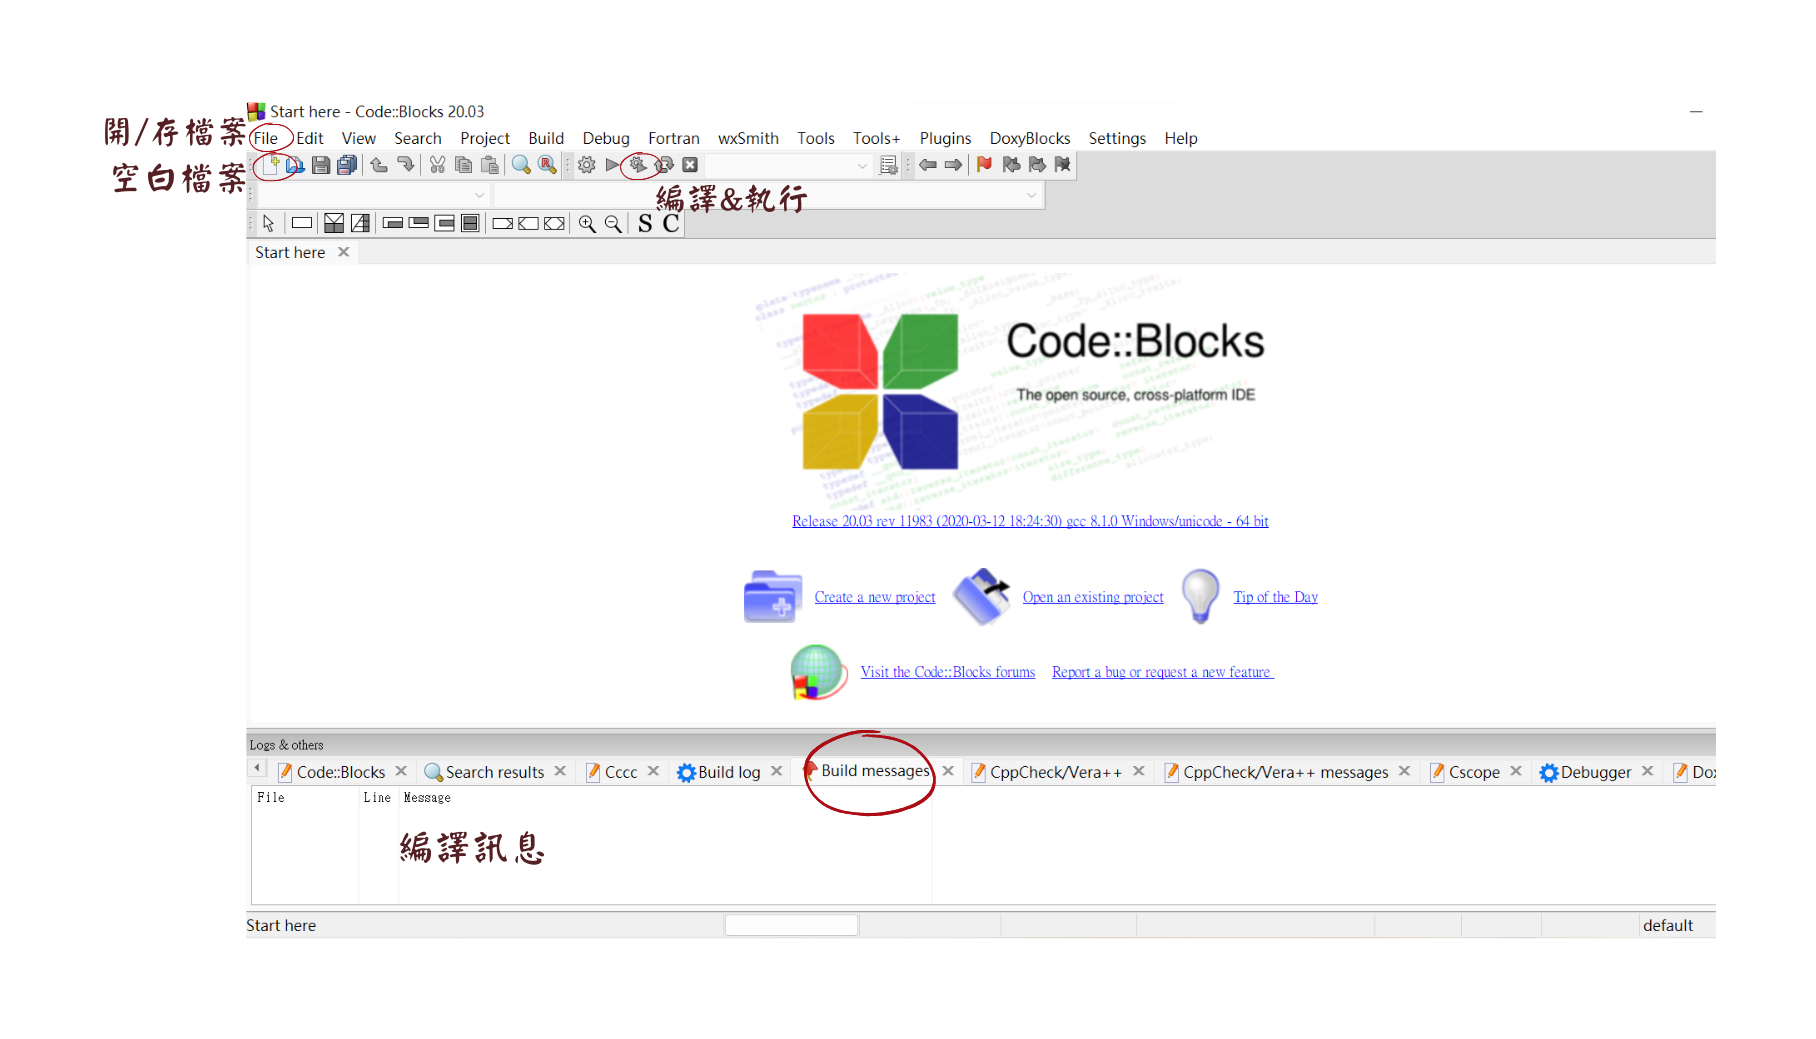 Start here - Code::Blocks 20.03
開/存檔案
File Edit View Search Project Build Debug Fortran wxSmith Tools Tools+ Plugins DoxyBlocks Settings Help
空白檔案
編譯&執行
S C
Start here
Code::Blocks
The open source, cross-platform IDE
Release 20.03 rev 11983 (2020-03-12 18:24:30) gcc 8.1.0 Windows/unicode - 64 bit
Create a new project Open an existing project Tip of the Day
Visit the Code::Blocks forums Report a bug or request a new feature
Logs & others
Code::Blocks Search results Cccc Build log Build messages CppCheck/Vera++ CppCheck/Vera++ messages Cscope Debugger Dox
File Line Message
編譯訊息
Start here default